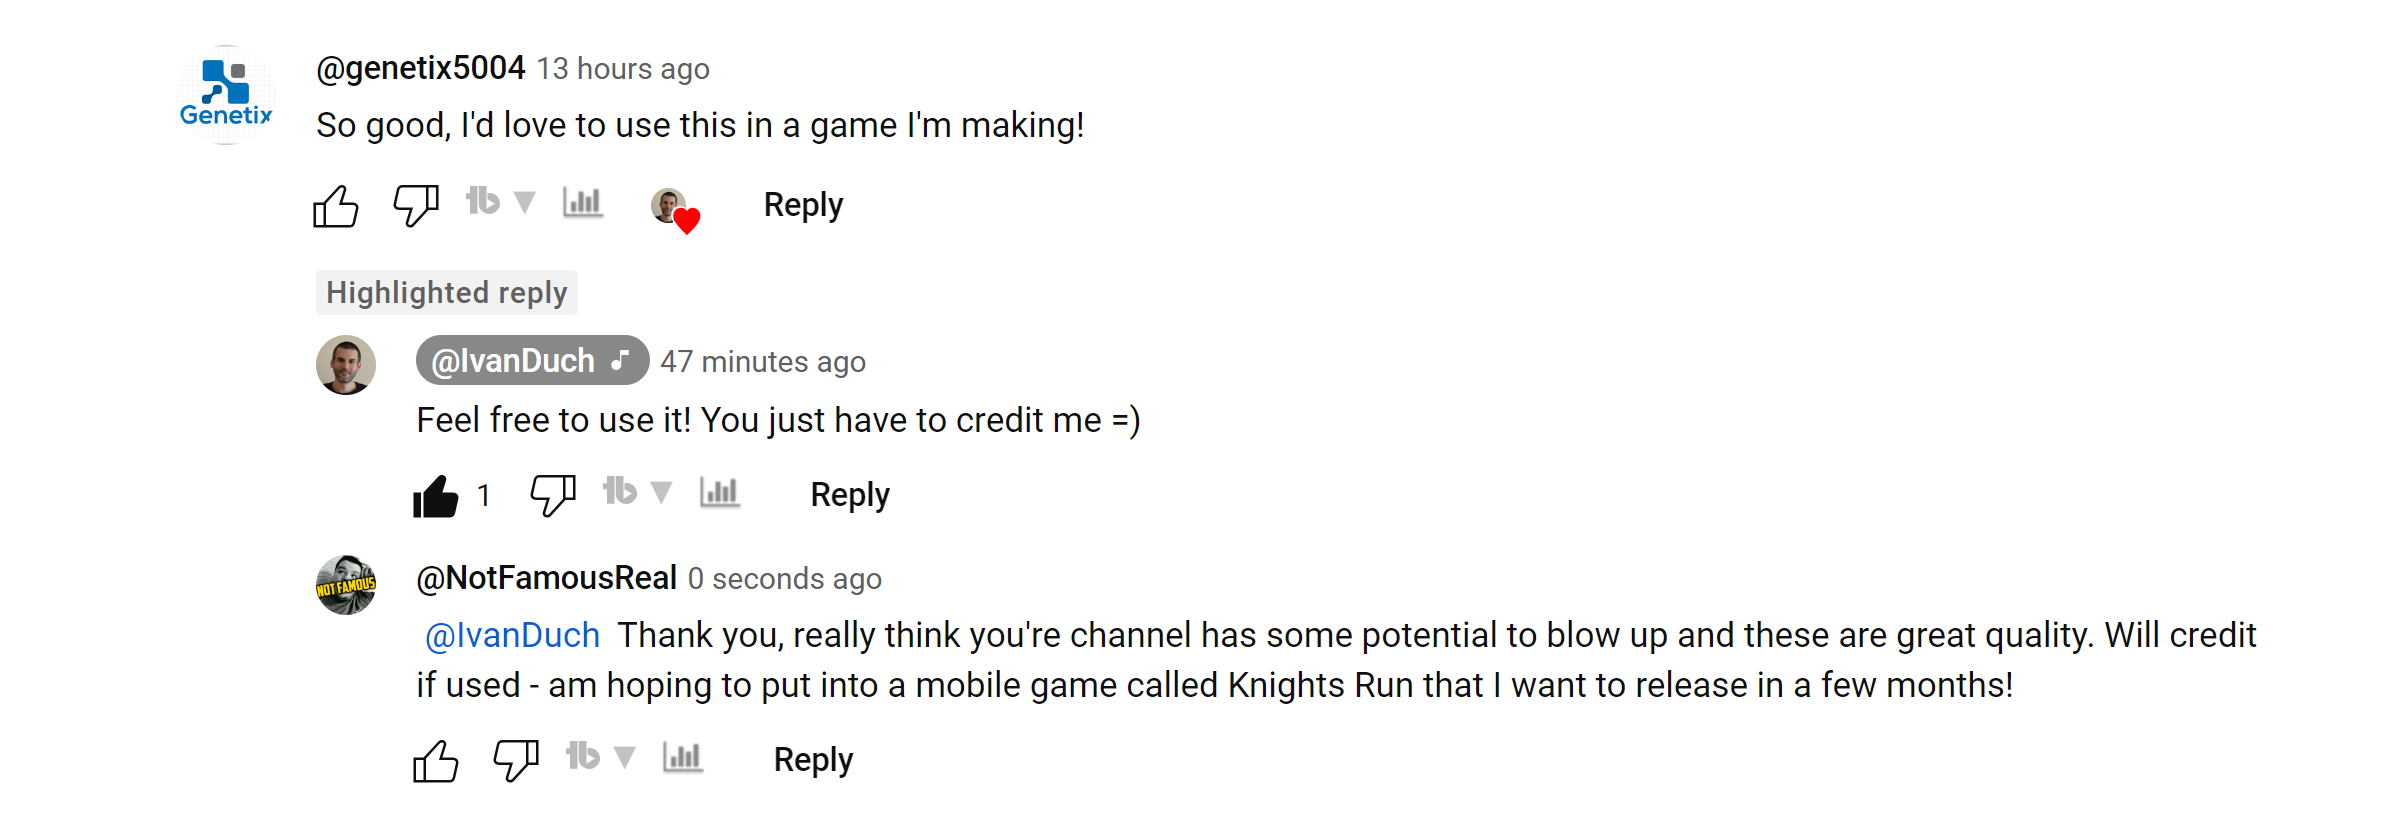 Genetix
@genetix5004 13 hours ago
So good, I'd love to use this in a game I'm making!
tb
Reply
Highlighted reply
@IvanDuch 47 minutes ago
Feel free to use it! You just have to credit me =)
1
tb
Reply
NOT FAMOUS
@NotFamousReal 0 seconds ago
@IvanDuch Thank you, really think you're channel has some potential to blow up and these are great quality. Will credit
if used - am hoping to put into a mobile game called Knights Run that I want to release in a few months!
tb
Reply